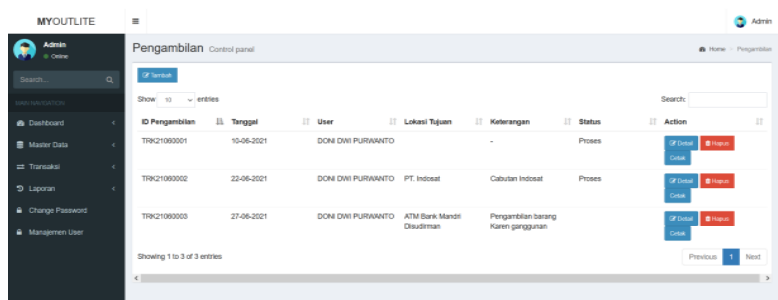 MYOUTLITE
Admin
Admin
Online
Pengambilan Control panel
Home > Pengambilan
Search...
Tambah
MAIN NAVIGATION
Show 10 entries
Search:
Dashboard
ID Pengambilan Tanggal User Lokasi Tujuan Keterangan Status Action
Master Data
TRK21060001 10-06-2021 DONI DWI PURWANTO - Proses Detail Hapus
Cetak
Transaksi
Laporan
TRK21060002 22-06-2021 DONI DWI PURWANTO PT. Indosat Cabutan Indosat Proses Detail Hapus
Cetak
Change Password
Manajemen User
TRK21060003 27-06-2021 DONI DWI PURWANTO ATM Bank Mandiri Pengambilan barang Detail Hapus
Disudirman Karen ganggunan Cetak
Showing 1 to 3 of 3 entries
Previous 1 Next